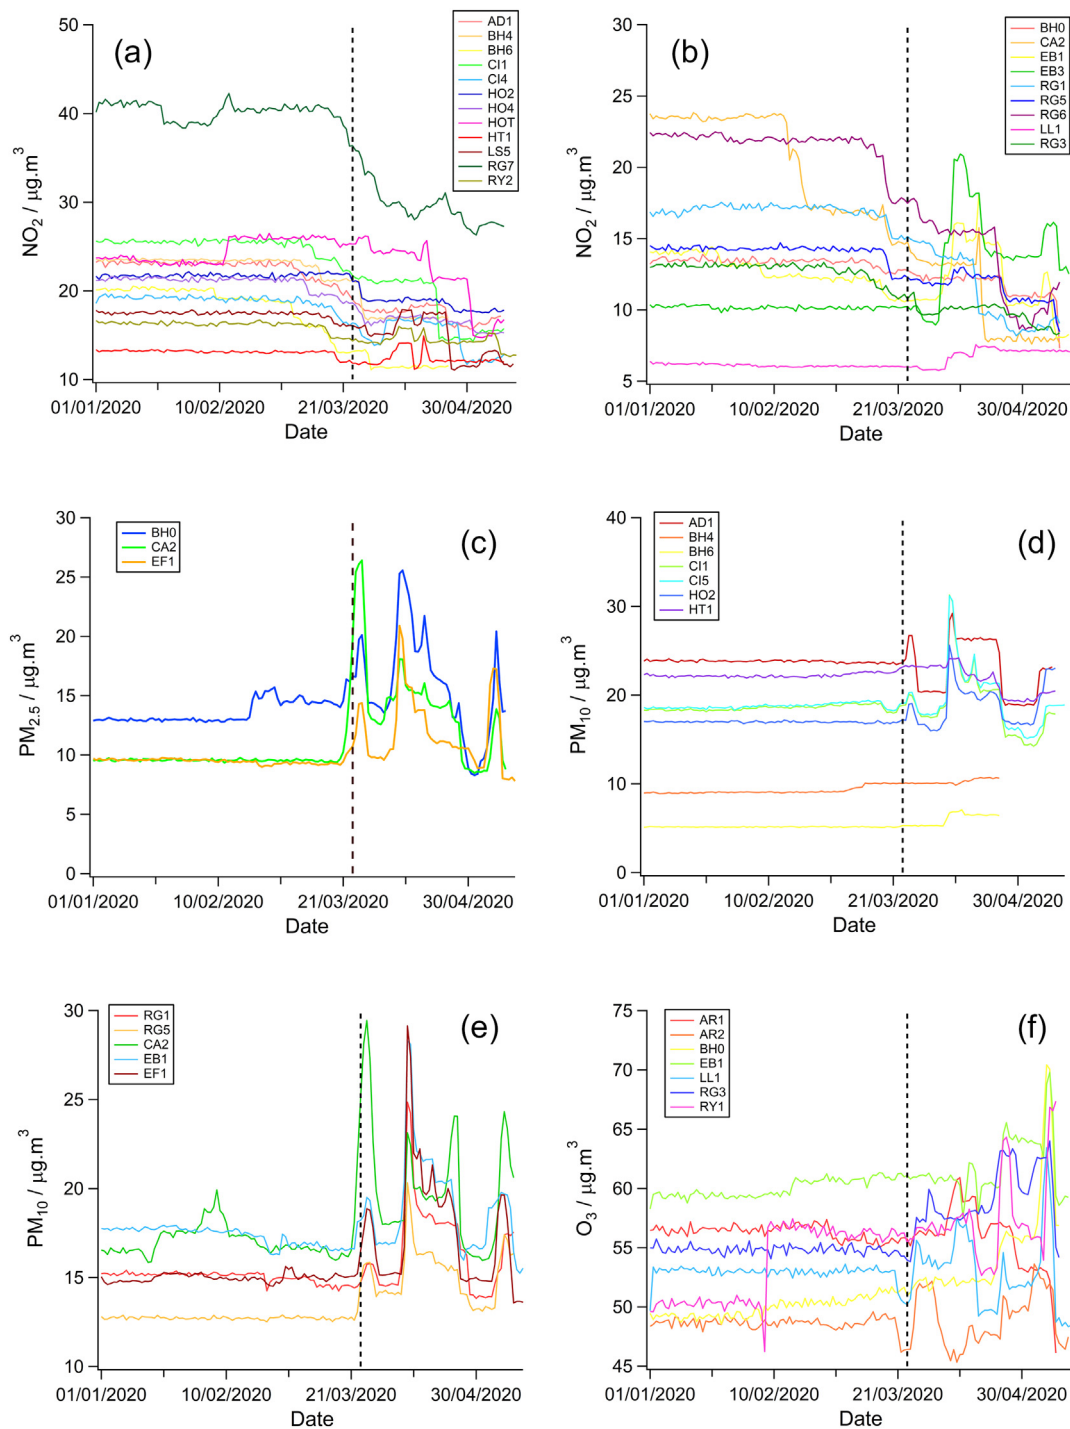 (a)
NO2 / µg.m3
50
40
30
20
10
AD1
BH4
BH6
CI1
CI4
HO2
HO4
HOT
HT1
LS5
RG7
RY2
01/01/2020 10/02/2020 21/03/2020 30/04/2020
Date
(b)
NO2 / µg.m3
30
25
20
15
10
5
BH0
CA2
EB1
EB3
RG1
RG5
RG6
LL1
RG3
01/01/2020 10/02/2020 21/03/2020 30/04/2020
Date
(c)
PM2.5 / µg.m3
30
25
20
15
10
5
0
BH0
CA2
EF1
01/01/2020 10/02/2020 21/03/2020 30/04/2020
Date
(d)
PM10 / µg.m3
40
30
20
10
0
AD1
BH4
BH6
CI1
CI5
HO2
HT1
01/01/2020 10/02/2020 21/03/2020 30/04/2020
Date
(e)
PM10 / µg.m3
30
25
20
15
10
RG1
RG5
CA2
EB1
EF1
01/01/2020 10/02/2020 21/03/2020 30/04/2020
Date
(f)
O3 / µg.m3
75
70
65
60
55
50
45
AR1
AR2
BH0
EB1
LL1
RG3
RY1
01/01/2020 10/02/2020 21/03/2020 30/04/2020
Date